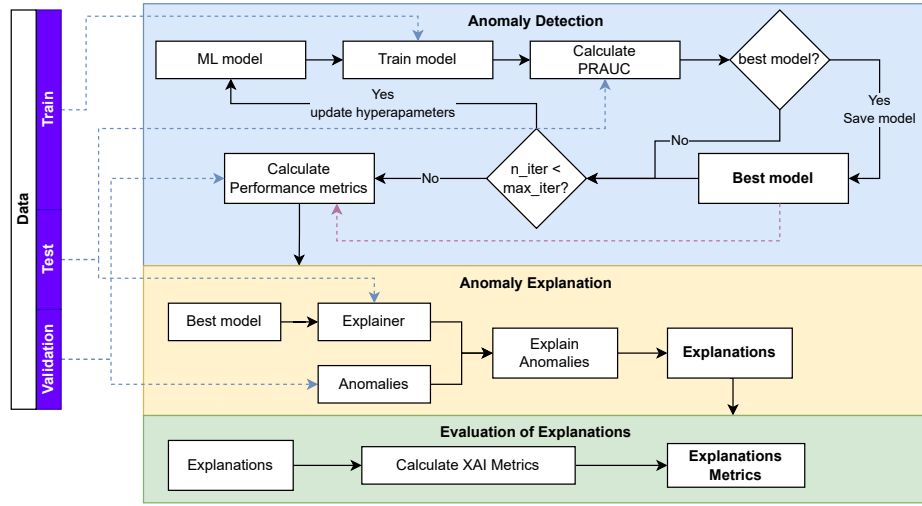 Data
Train
Test
Validation
Anomaly Detection
ML model
Train model
Calculate
PRAUC
best model?
Yes
update hyperapameters
Yes
Save model
No
Calculate
Performance metrics
No
n_iter <
max_iter?
Best model
Anomaly Explanation
Best model
Explainer
Anomalies
Explain
Anomalies
Explanations
Evaluation of Explanations
Explanations
Calculate XAI Metrics
Explanations
Metrics